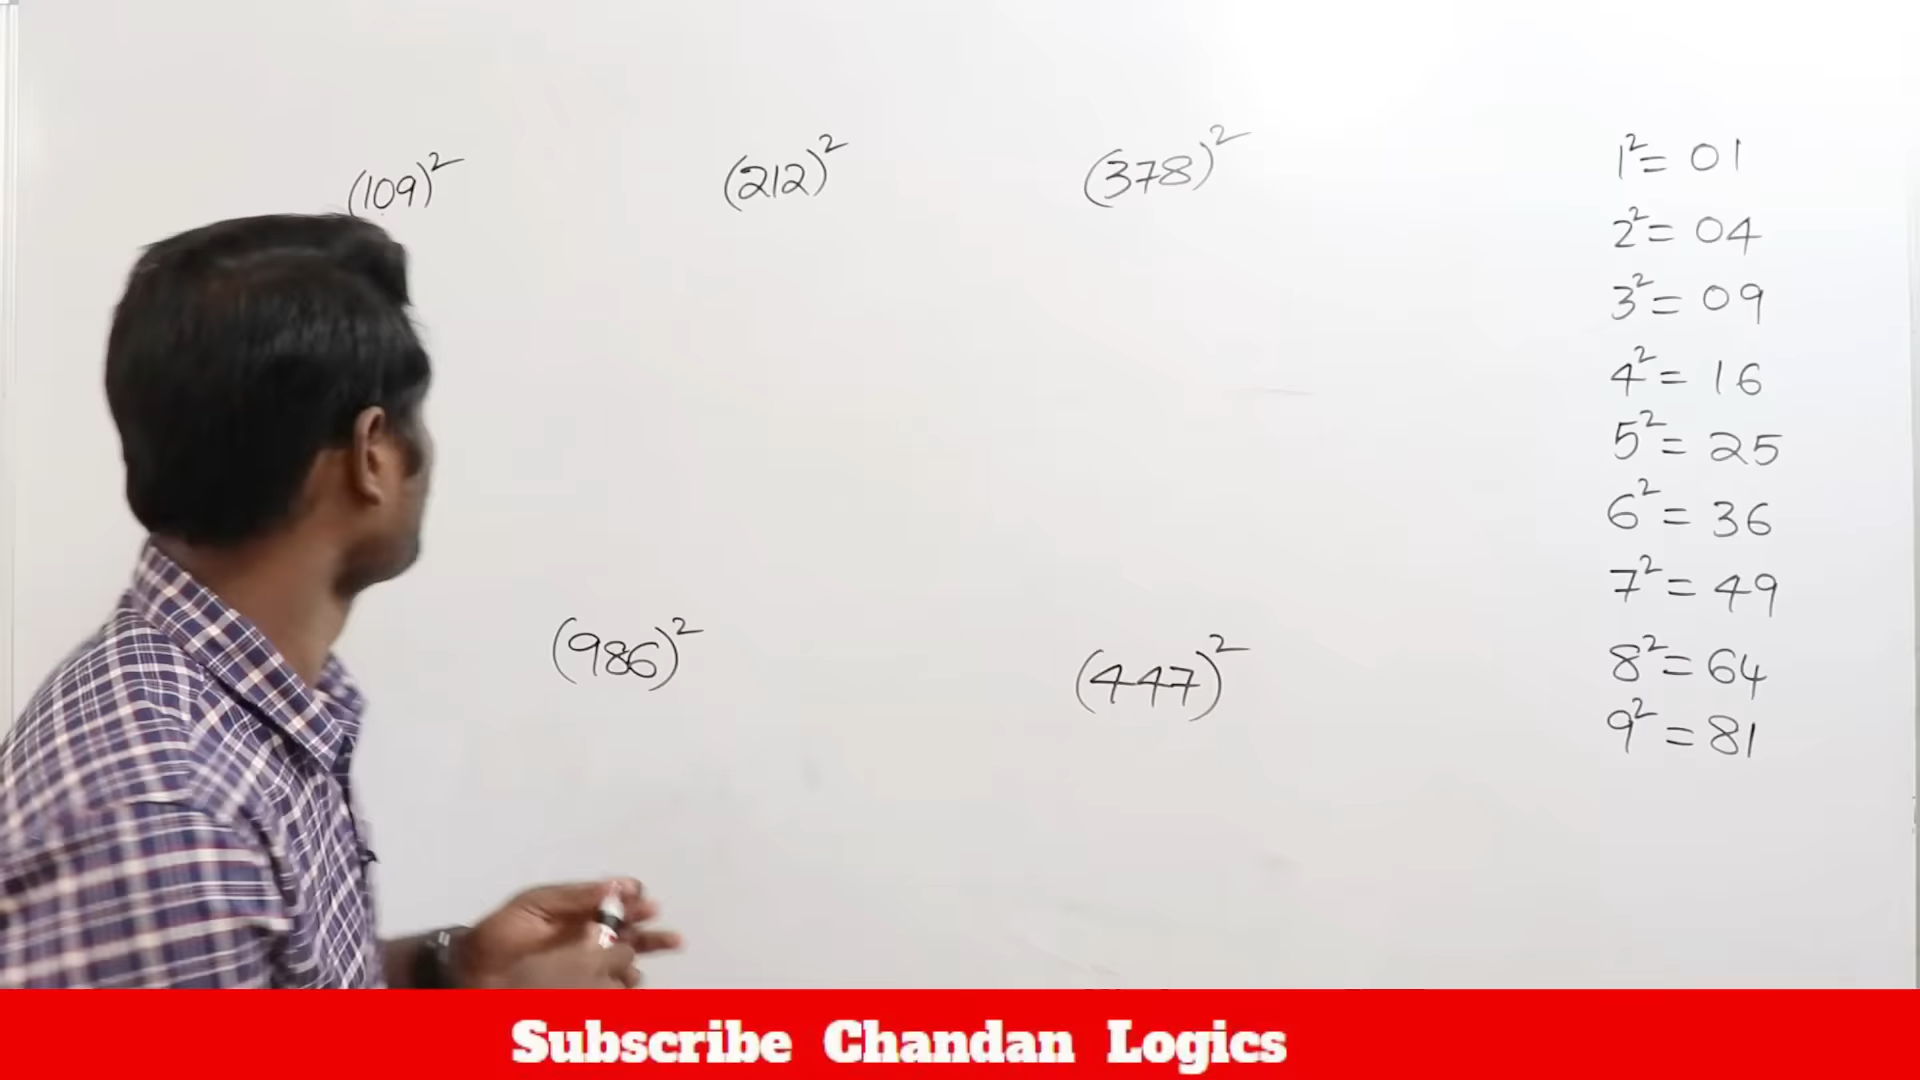 (109)² (212)² (378)²
(986)² (447)²
1² = 01
2² = 04
3² = 09
4² = 16
5² = 25
6² = 36
7² = 49
8² = 64
9² = 81
Subscribe Chandan Logics